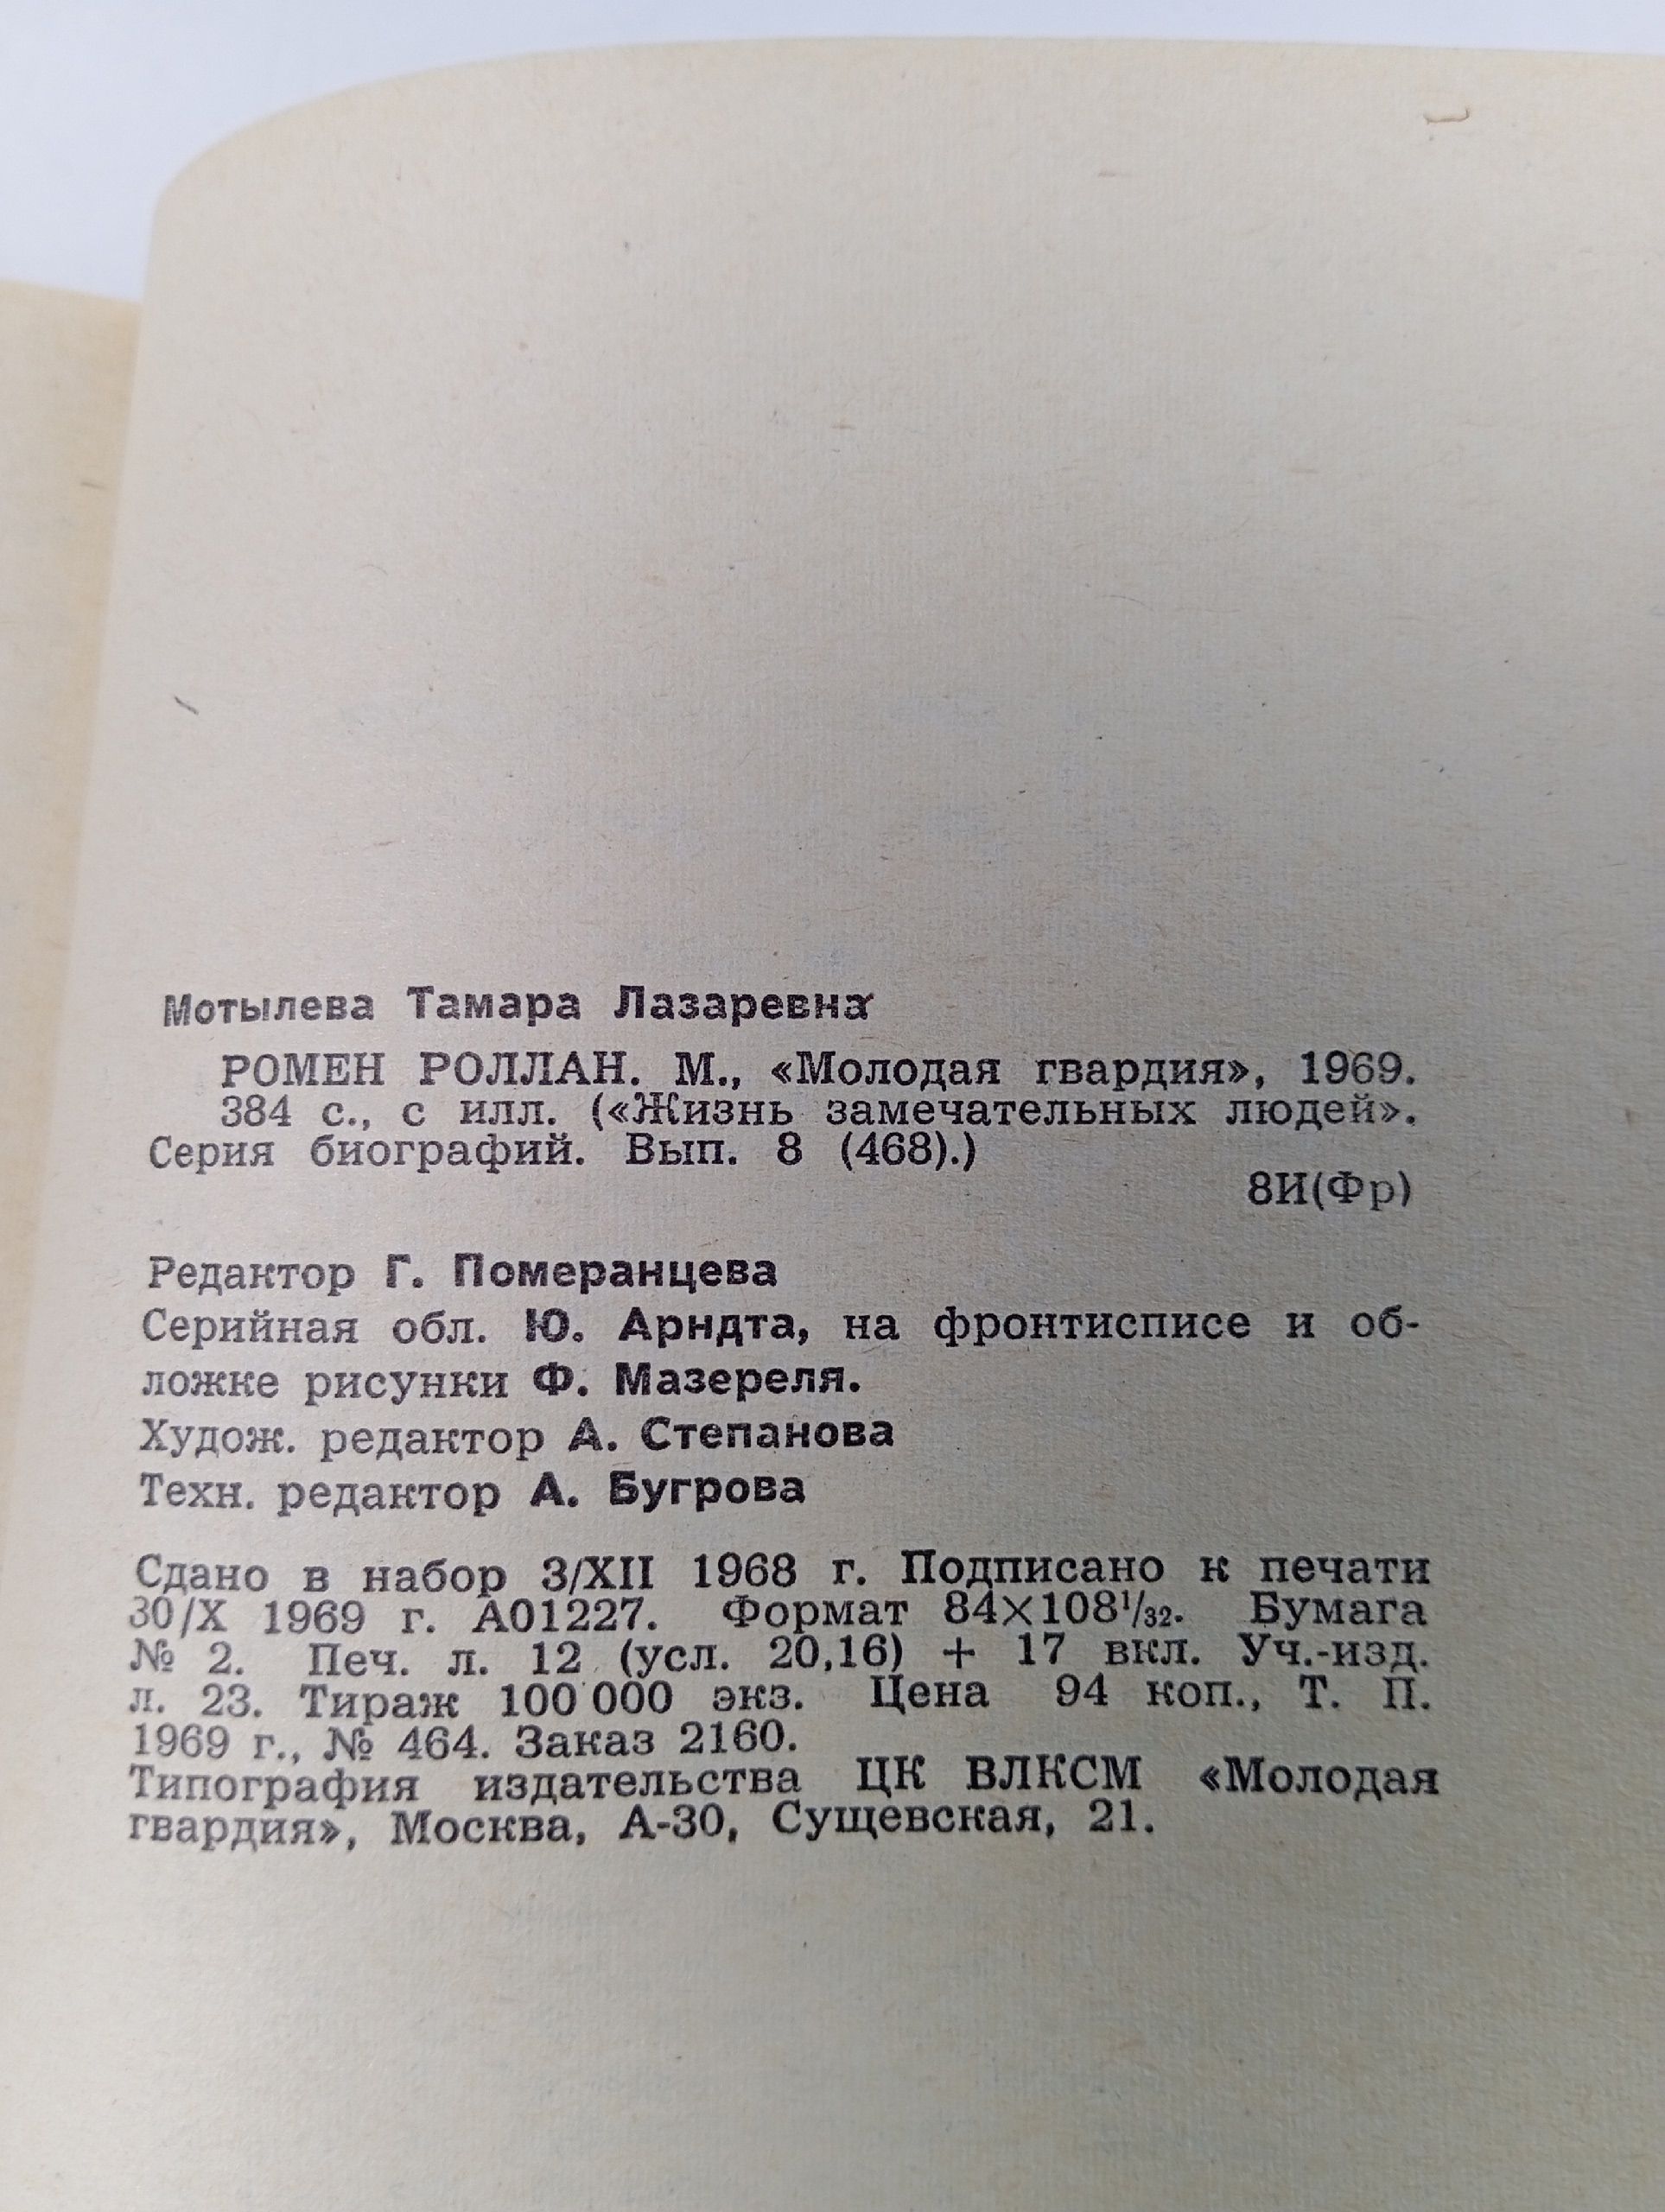 Мотылева Тамара Лазаревна
РОМЕН РОЛЛАН. М., «Молодая гвардия», 1969.
384 с., с илл. («Жизнь замечательных людей».
Серия биографий. Вып. 8 (468).)
8И(Фр)
Редактор Г. Померанцева
Серийная обл. Ю. Арндта, на фронтисписе и об-
ложке рисунки Ф. Мазереля.
Худож. редактор А. Степанова
Техн. редактор А. Бугрова
Сдано в набор 3/XII 1968 г. Подписано к печати
30/X 1969 г. А01227. Формат 84×108¹/₃₂. Бумага
№ 2. Печ. л. 12 (усл. 20,16) + 17 вкл. Уч.-изд.
л. 23. Тираж 100 000 экз. Цена 94 коп., Т. П.
1969 г., № 464. Заказ 2160.
Типография издательства ЦК ВЛКСМ «Молодая
гвардия», Москва, А-30, Сущевская, 21.